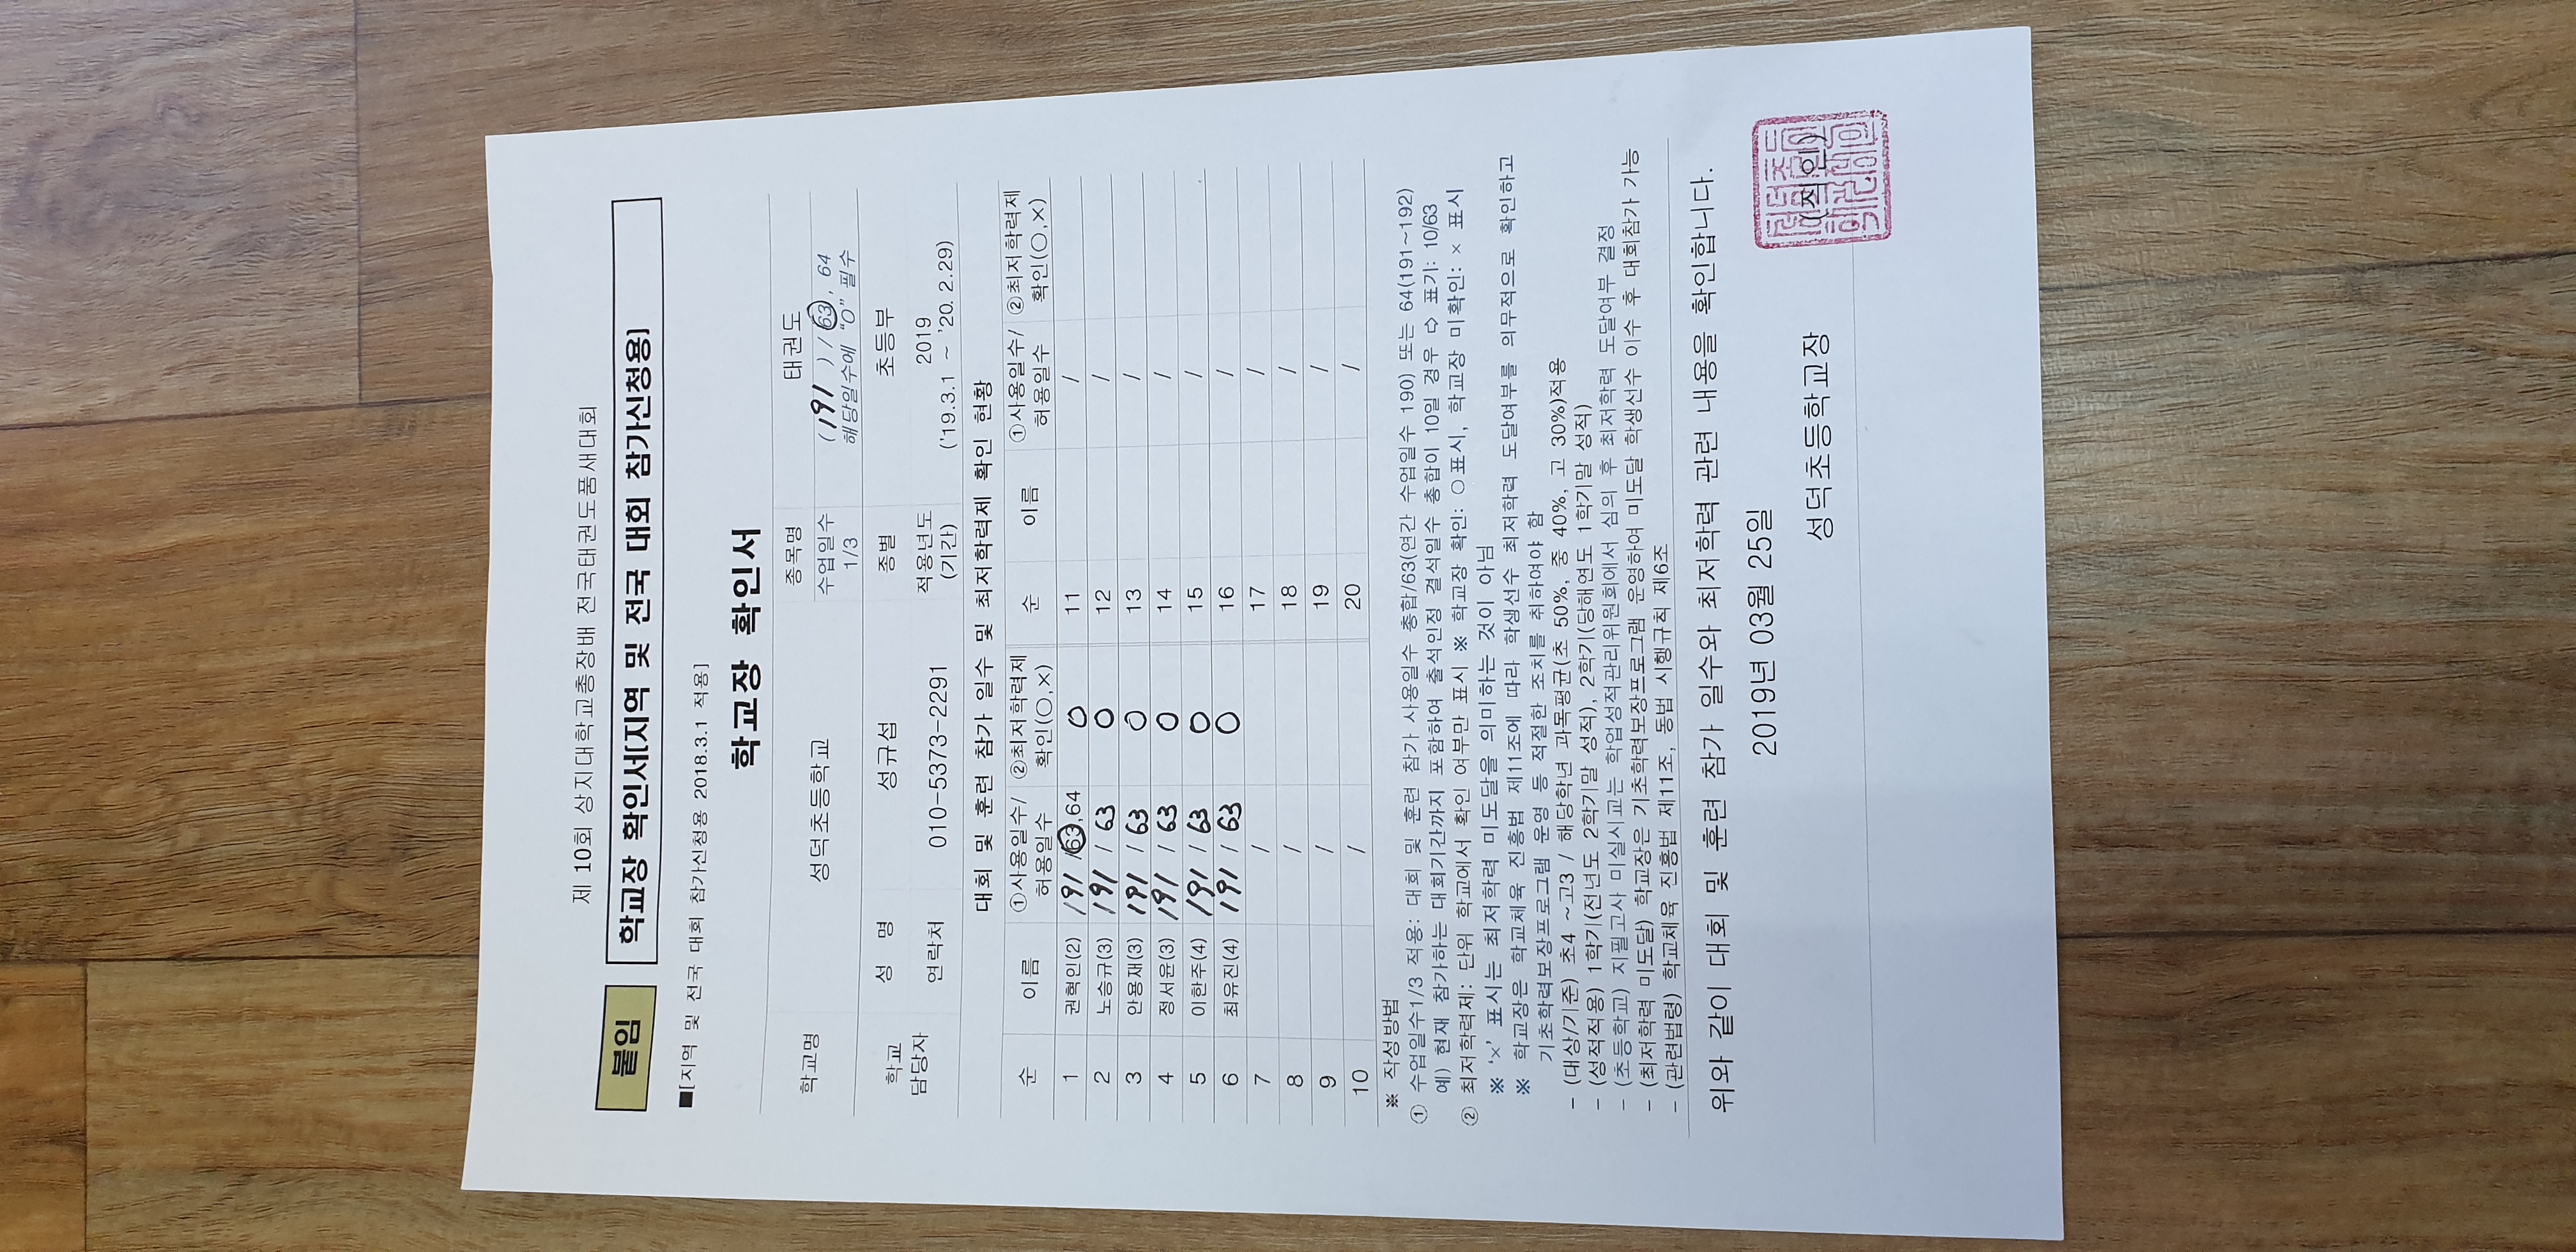 제 10회 상지대학교총장배 전국태권도품새대회
붙임 학교장 확인서[지역 및 전국 대회 참가신청용]
■[지역 및 전국 대회 참가신청용 2018.3.1 적용]
학교장 확인서
학교명 성덕초등학교 종목명 태권도
수업일수 1/3 (191) / 63, 64
해당일수에 "O" 필수
학교 담당자 성 명 성규섭 종별 초등부
연락처 010-5373-2291 적용년도 (기간) 2019
('19.3.1 ~ '20. 2.29)
대회 및 훈련 참가 일수 및 최저학력제 확인 현황
순 이름 ①사용일수/허용일수 ②최저학력제 확인(○,×) 순 이름 ①사용일수/허용일수 ②최저학력제 확인(○,×)
1 권혁인(2) 191 /63,64 O 11 /
2 노승규(3) 191 / 63 O 12 /
3 안용재(3) 191 / 63 O 13 /
4 정서윤(3) 191 / 63 O 14 /
5 이한주(4) 191 / 63 O 15 /
6 최유진(4) 191 / 63 O 16 /
7 / 17 /
8 / 18 /
9 / 19 /
10 / 20 /
※ 작성방법
① 수업일수1/3 적용: 대회 및 훈련 참가 사용일수 총합/63(연간 수업일수 190) 또는 64(191~192)
예) 현재 참가하는 대회기간까지 포함하여 출석인정 결석일수 총합이 10일 경우 ⇨ 표기: 10/63
② 최저학력제: 단위 학교에서 확인 여부만 표시 ※ 학교장 확인: ○표시, 학교장 미확인: × 표시
※ '×' 표시는 최저학력 미도달을 의미하는 것이 아님
※ 학교장은 학교체육 진흥법 제11조에 따라 학생선수 최저학력 도달여부를 의무적으로 확인하고
기초학력보장프로그램 운영 등 적절한 조치를 취하여야 함
- (대상/기준) 초4 ~고3 / 해당학년 과목평균(초 50%, 중 40%, 고 30%)적용
- (성적적용) 1학기(전년도 2학기말 성적), 2학기(당해연도 1학기말 성적)
- (초등학교) 지필고사 미실시교는 학업성적관리위원회에서 심의 후 최저학력 도달여부 결정
- (최저학력 미도달) 학교장은 기초학력보장프로그램 운영하여 미도달 학생선수 이수 후 대회참가 가능
- (관련법령) 학교체육 진흥법 제11조, 동법 시행규칙 제6조
위와 같이 대회 및 훈련 참가 일수와 최저학력 관련 내용을 확인합니다.
2019년 03월 25일
성덕초등학교장 (직인)